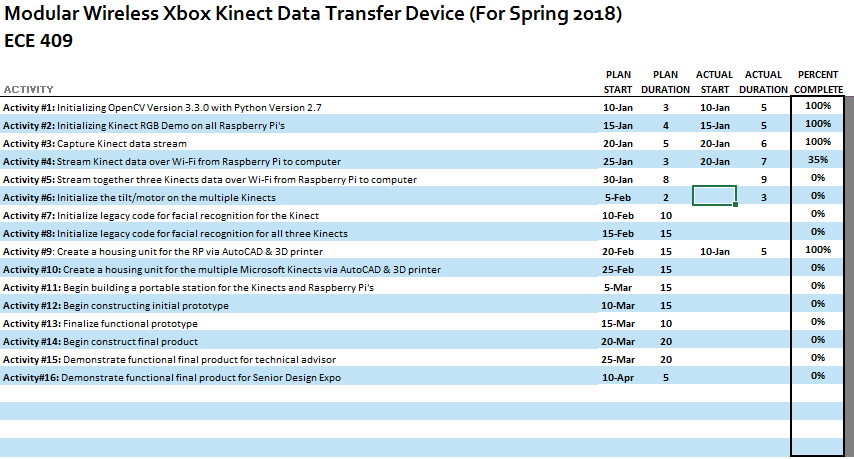 Modular Wireless Xbox Kinect Data Transfer Device (For Spring 2018)
ECE 409
PLAN PLAN ACTUAL ACTUAL PERCENT
ACTIVITY START DURATION START DURATION COMPLETE
Activity #1: Initializing OpenCV Version 3.3.0 with Python Version 2.7 10-Jan 3 10-Jan 5 100%
Activity #2: Initializing Kinect RGB Demo on all Raspberry Pi's 15-Jan 4 15-Jan 5 100%
Activity #3: Capture Kinect data stream 20-Jan 5 20-Jan 6 100%
Activity #4: Stream Kinect data over Wi-Fi from Raspberry Pi to computer 25-Jan 3 20-Jan 7 35%
Activity #5: Stream together three Kinects data over Wi-Fi from Raspberry Pi to computer 30-Jan 8 9 0%
Activity #6: Initialize the tilt/motor on the multiple Kinects 5-Feb 2 3 0%
Activity #7: Initialize legacy code for facial recognition for the Kinect 10-Feb 10 0%
Activity #8: Initialize legacy code for facial recognition for all three Kinects 15-Feb 15 0%
Activity #9: Create a housing unit for the RP via AutoCAD & 3D printer 20-Feb 15 10-Jan 5 100%
Activity #10: Create a housing unit for the multiple Microsoft Kinects via AutoCAD & 3D printer 25-Feb 15 0%
Activity #11: Begin building a portable station for the Kinects and Raspberry Pi's 5-Mar 15 0%
Activity #12: Begin constructing initial prototype 10-Mar 15 0%
Activity #13: Finalize functional prototype 15-Mar 10 0%
Activity #14: Begin construct final product 20-Mar 20 0%
Activity #15: Demonstrate functional final product for technical advisor 25-Mar 20 0%
Activity#16: Demonstrate functional final product for Senior Design Expo 10-Apr 5 0%